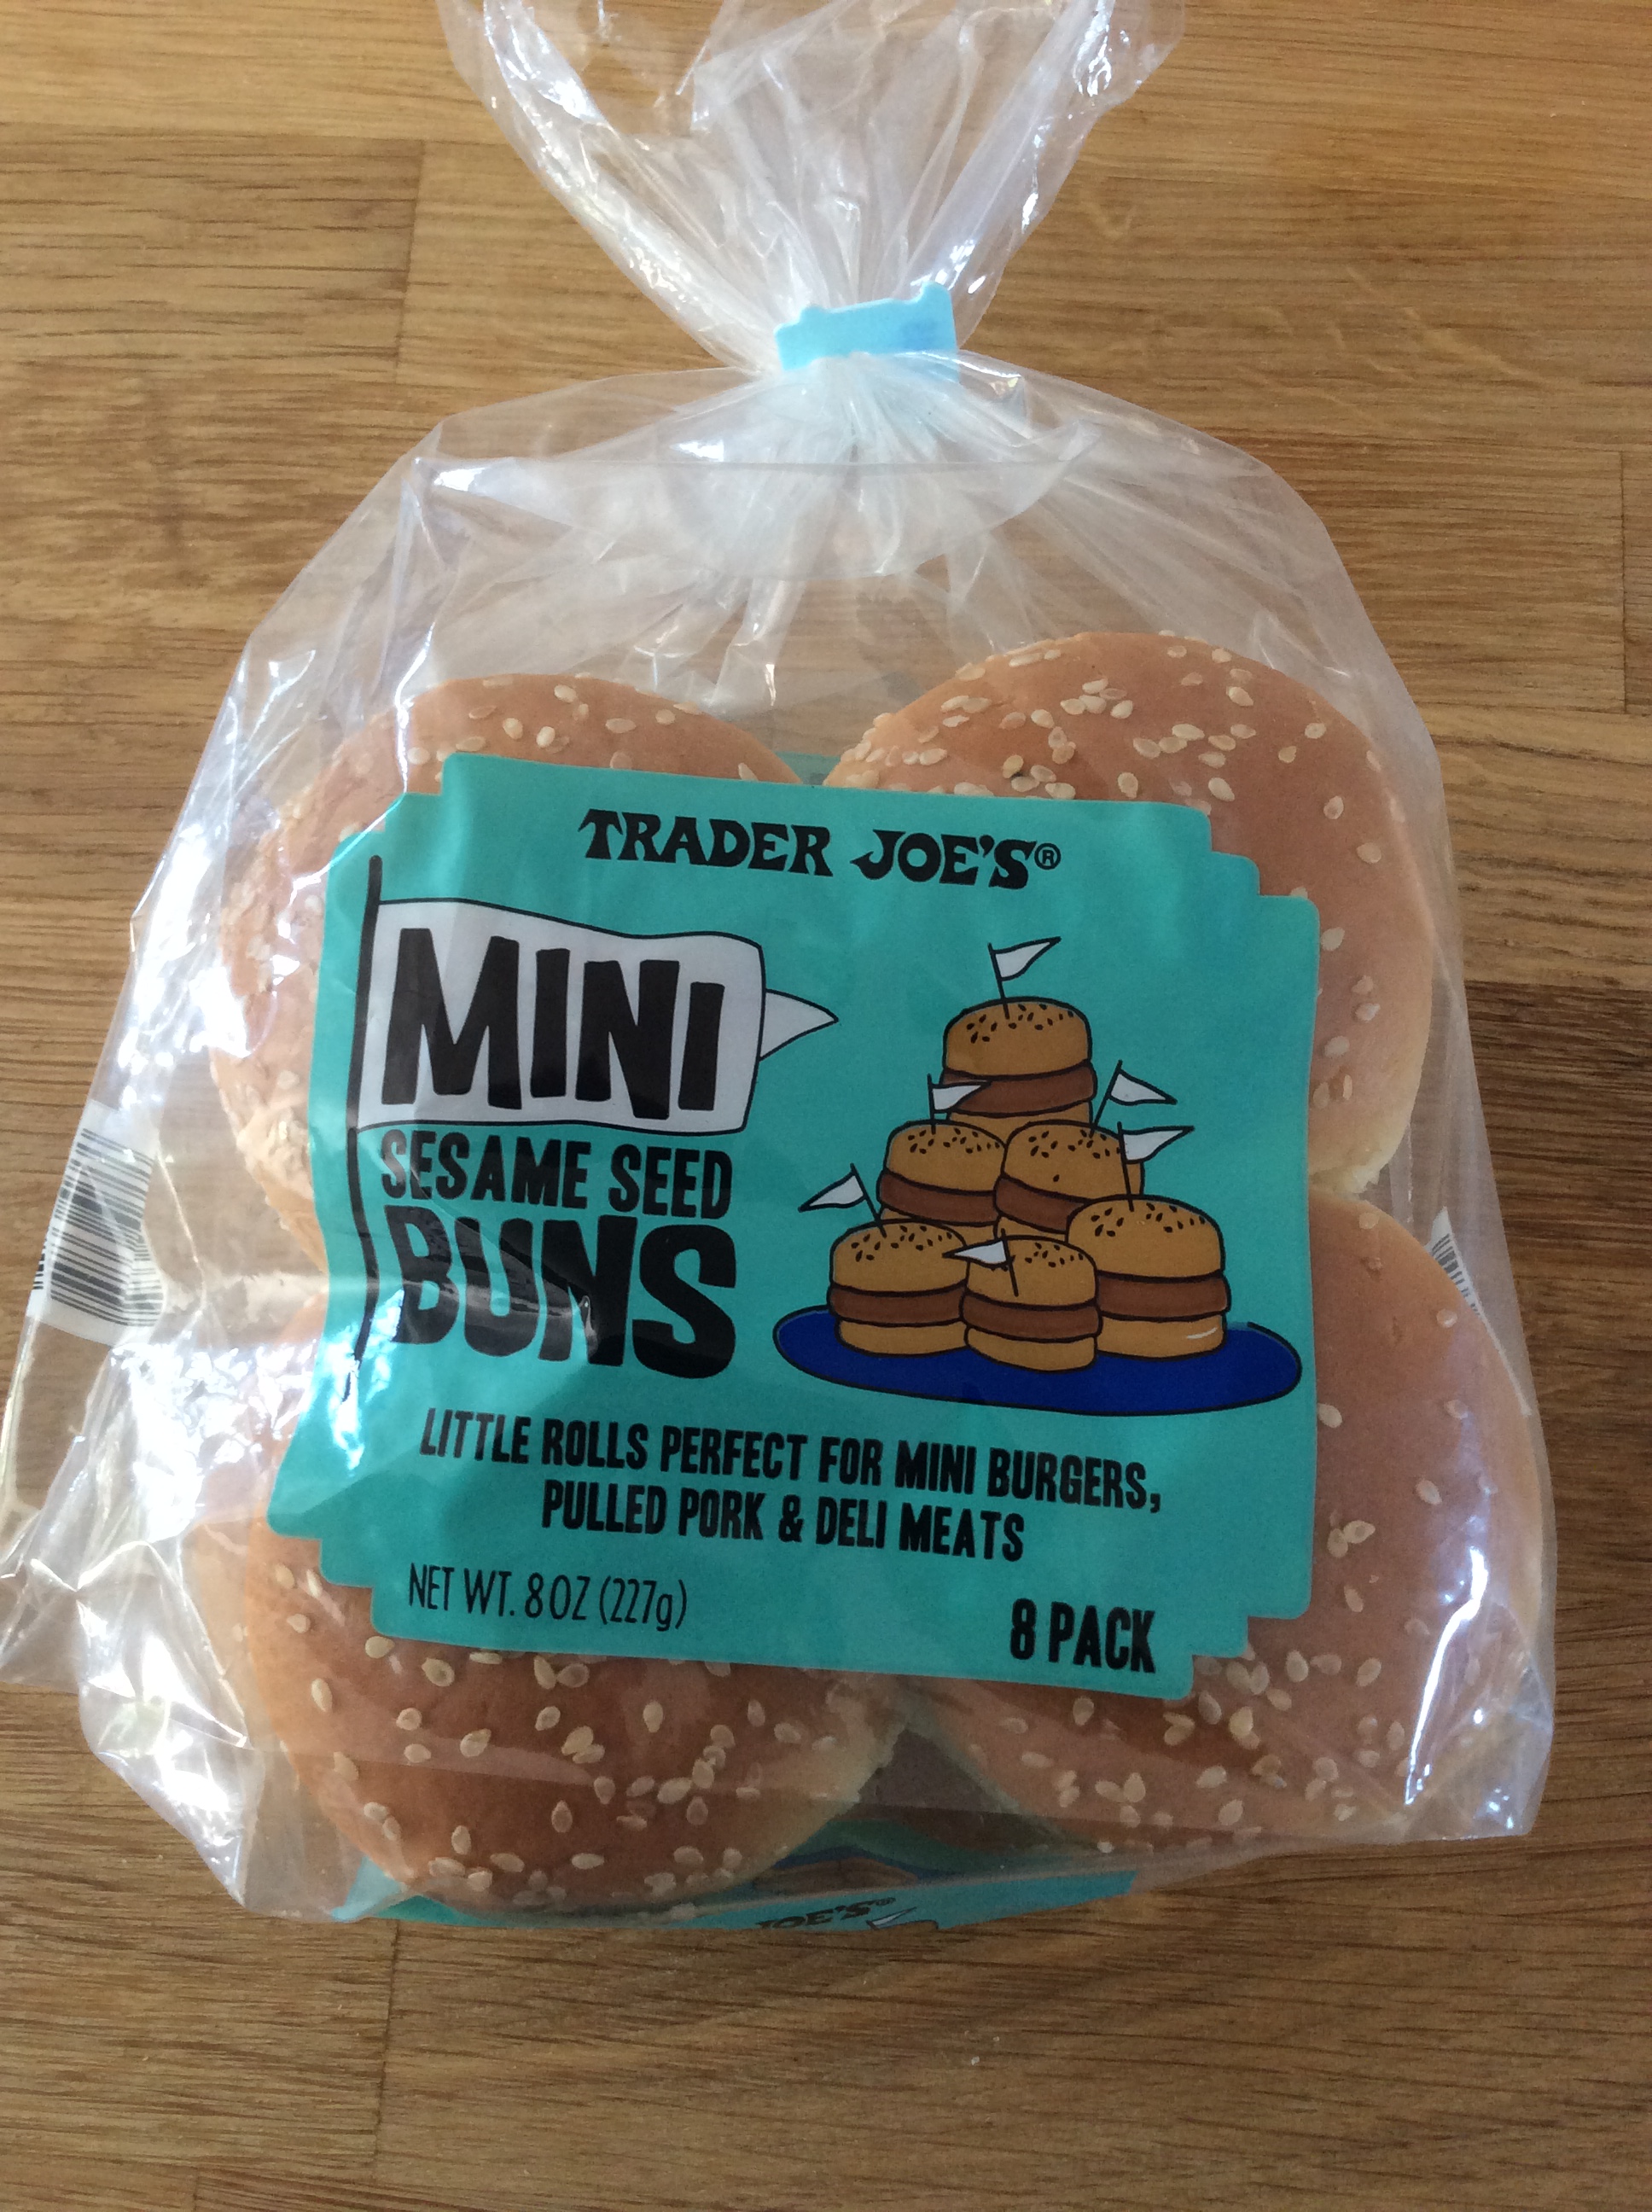 TRADER JOE'S®
MINI
SESAME SEED
BUNS
LITTLE ROLLS PERFECT FOR MINI BURGERS,
PULLED PORK & DELI MEATS
NET WT. 8 OZ (227g)
8 PACK
JOE'S®